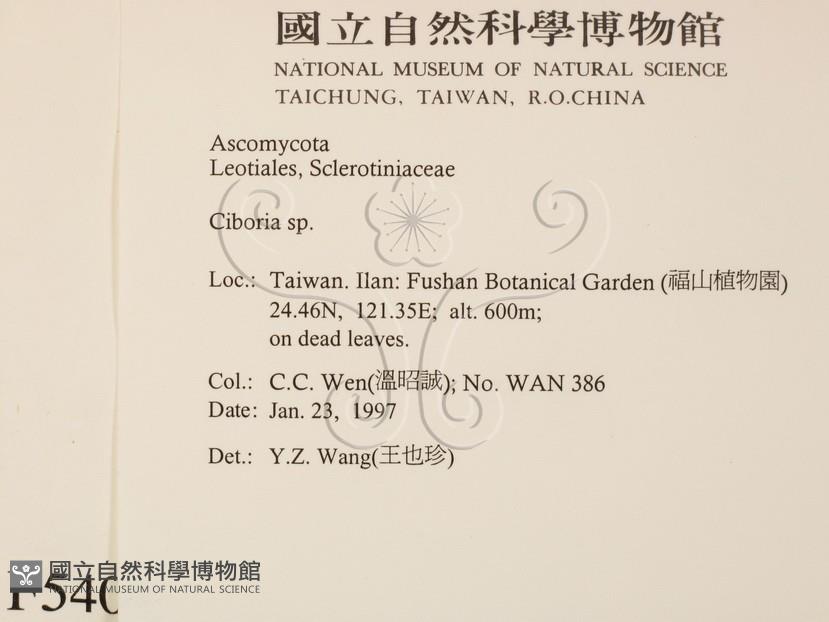 國立自然科學博物館
NATIONAL MUSEUM OF NATURAL SCIENCE
TAICHUNG, TAIWAN, R.O.CHINA
Ascomycota
Leotiales, Sclerotiniaceae
Ciboria sp.
Loc.: Taiwan. Ilan: Fushan Botanical Garden (福山植物園)
24.46N, 121.35E; alt. 600m;
on dead leaves.
Col.: C.C. Wen(溫昭誠); No. WAN 386
Date: Jan. 23, 1997
Det.: Y.Z. Wang(王也珍)
國立自然科學博物館
NATIONAL MUSEUM OF NATURAL SCIENCE